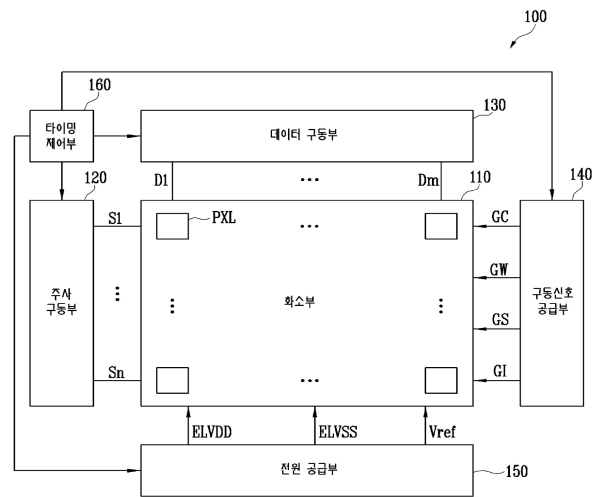 100
160
타이밍
제어부
데이터 구동부
130
D1
Dm
110
120
140
S1
PXL
GC
GW
주사
구동부
화소부
구동신호
공급부
GS
Sn
GI
ELVDD
ELVSS
Vref
전원 공급부
150